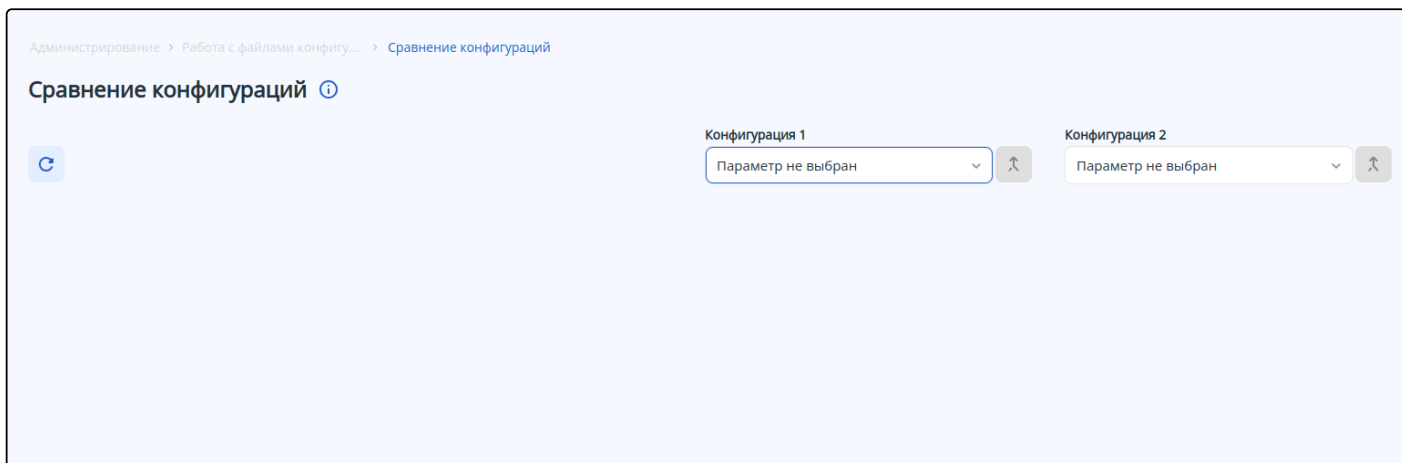 Администрирование > Работа с файлами конфигу... > Сравнение конфигураций
Сравнение конфигураций
Конфигурация 1 Конфигурация 2
Параметр не выбран Параметр не выбран